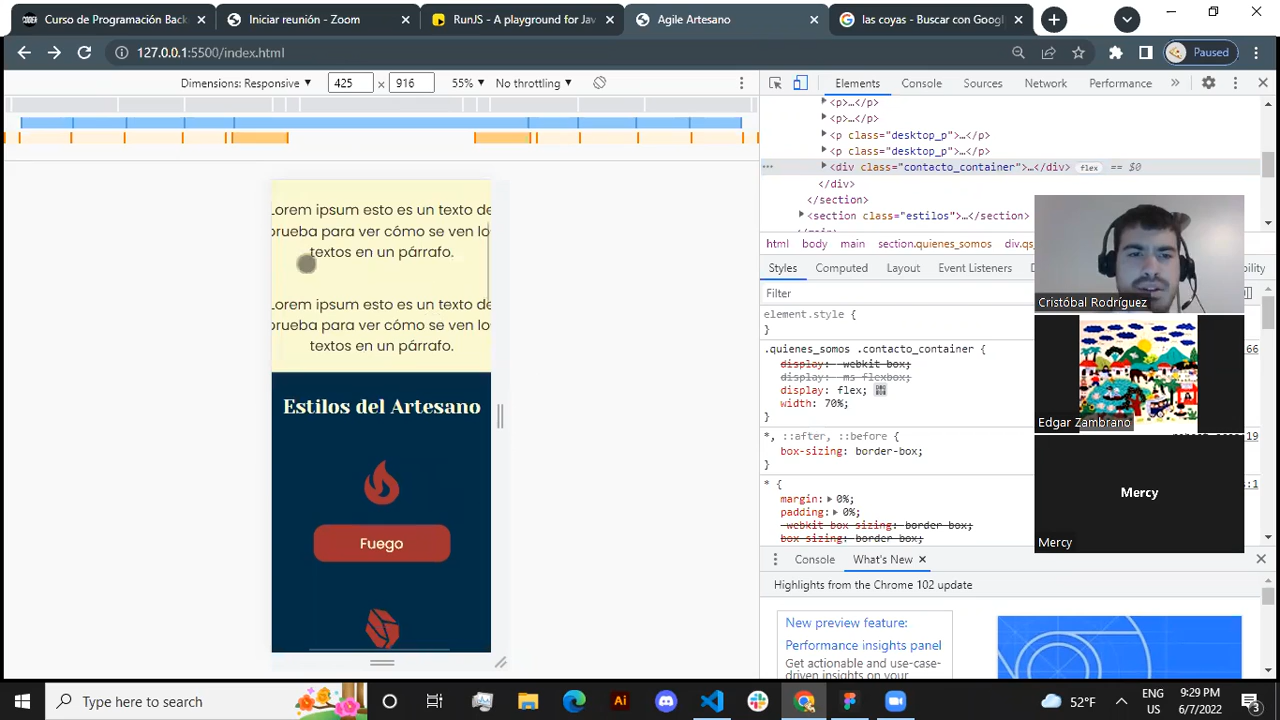 Curso de Programación Back
Iniciar reunión - Zoom
RunJS - A playground for Jav
Agile Artesano
las coyas - Buscar con Googl
127.0.0.1:5500/index.html
Paused
Dimensions: Responsive
425 × 916
55%
No throttling
Elements
Console
Sources
Network
Performance
<p>…</p>
<p>…</p>
<p class="desktop_p">…</p>
<p class="desktop_p">…</p>
<div class="contacto_container">…</div> flex == $0
</div>
</section>
<section class="estilos">…</section>
html body main section.quienes_somos div.qs_
Styles
Computed
Layout
Event Listeners
Filter
element.style {
}
.quienes_somos .contacto_container {
display: -webkit-box;
display: -ms-flexbox;
display: flex;
width: 70%;
}
*, ::after, ::before {
box-sizing: border-box;
}
* {
margin: 0%;
padding: 0%;
-webkit-box-sizing: border-box;
box-sizing: border-box;
Lorem ipsum esto es un texto de
prueba para ver cómo se ven lo
textos en un párrafo.
Lorem ipsum esto es un texto de
prueba para ver cómo se ven lo
textos en un párrafo.
Estilos del Artesano
Fuego
Cristóbal Rodríguez
Edgar Zambrano
Mercy
Mercy
Console
What's New
Highlights from the Chrome 102 update
New preview feature:
Performance insights panel
Get actionable and use-case-
driven insights on your
Type here to search
52°F
ENG
US
9:29 PM
6/7/2022
3